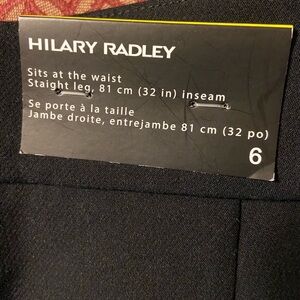 HILARY RADLEY
Sits at the waist
Staight leg, 81 cm (32 in) inseam
Se porte à la taille
Jambe droite, entrejambe 81 cm (32 po)
6